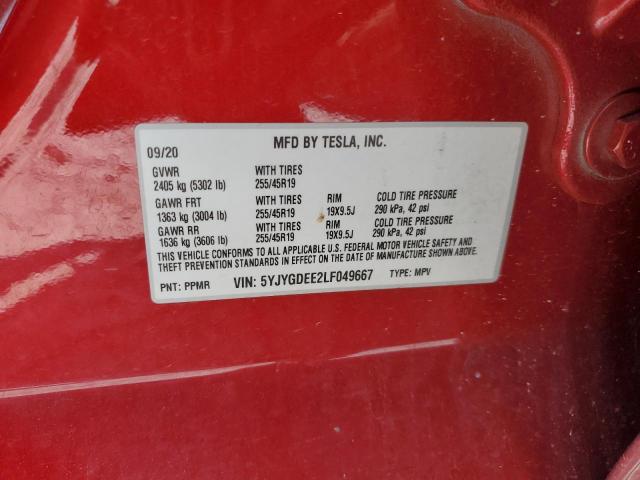 MFD BY TESLA, INC.
09/20
GVWR WITH TIRES
2405 kg (5302 lb) 255/45R19
GAWR FRT WITH TIRES RIM COLD TIRE PRESSURE
1363 kg (3004 lb) 255/45R19 19X9.5J 290 kPa, 42 psi
GAWR RR WITH TIRES RIM COLD TIRE PRESSURE
1636 kg (3606 lb) 255/45R19 19X9.5J 290 kPa, 42 psi
THIS VEHICLE CONFORMS TO ALL APPLICABLE U.S. FEDERAL MOTOR VEHICLE SAFETY AND
THEFT PREVENTION STANDARDS IN EFFECT ON THE DATE OF MANUFACTURE SHOWN ABOVE.
PNT: PPMR VIN: 5YJYGDEE2LF049667 TYPE: MPV